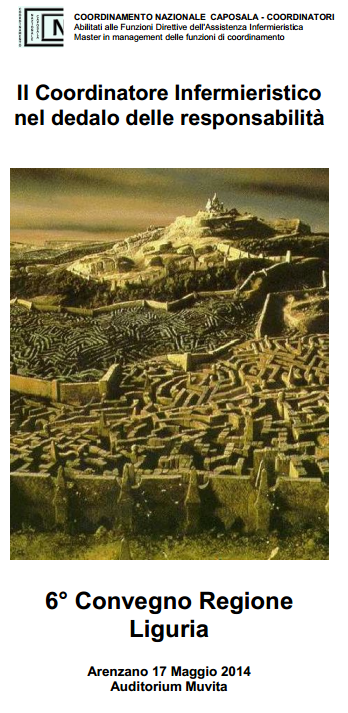 COORDINAMENTO NAZIONALE CAPOSALA - COORDINATORI
Abilitati alle Funzioni Direttive dell'Assistenza Infermieristica
Master in management delle funzioni di coordinamento
Il Coordinatore Infermieristico
nel dedalo delle responsabilità
6° Convegno Regione
Liguria
Arenzano 17 Maggio 2014
Auditorium Muvita